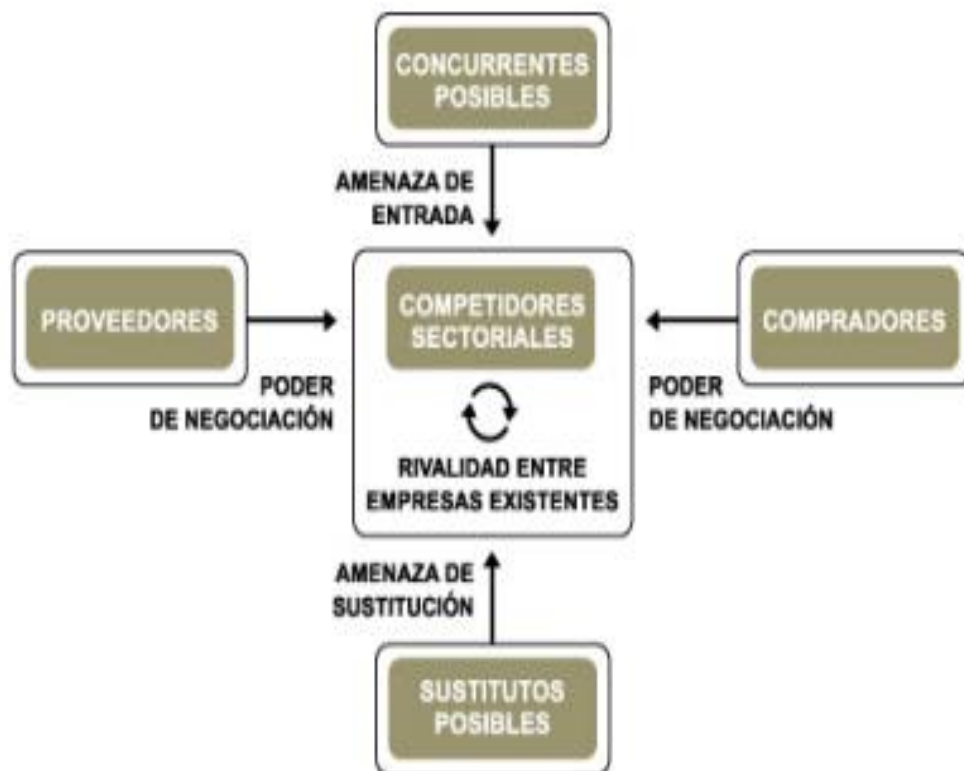 CONCURRENTES
POSIBLES
AMENAZA DE
ENTRADA
PROVEEDORES
PODER
DE NEGOCIACIÓN
COMPETIDORES
SECTORIALES
RIVALIDAD ENTRE
EMPRESAS EXISTENTES
COMPRADORES
PODER
DE NEGOCIACIÓN
AMENAZA DE
SUSTITUCIÓN
SUSTITUTOS
POSIBLES